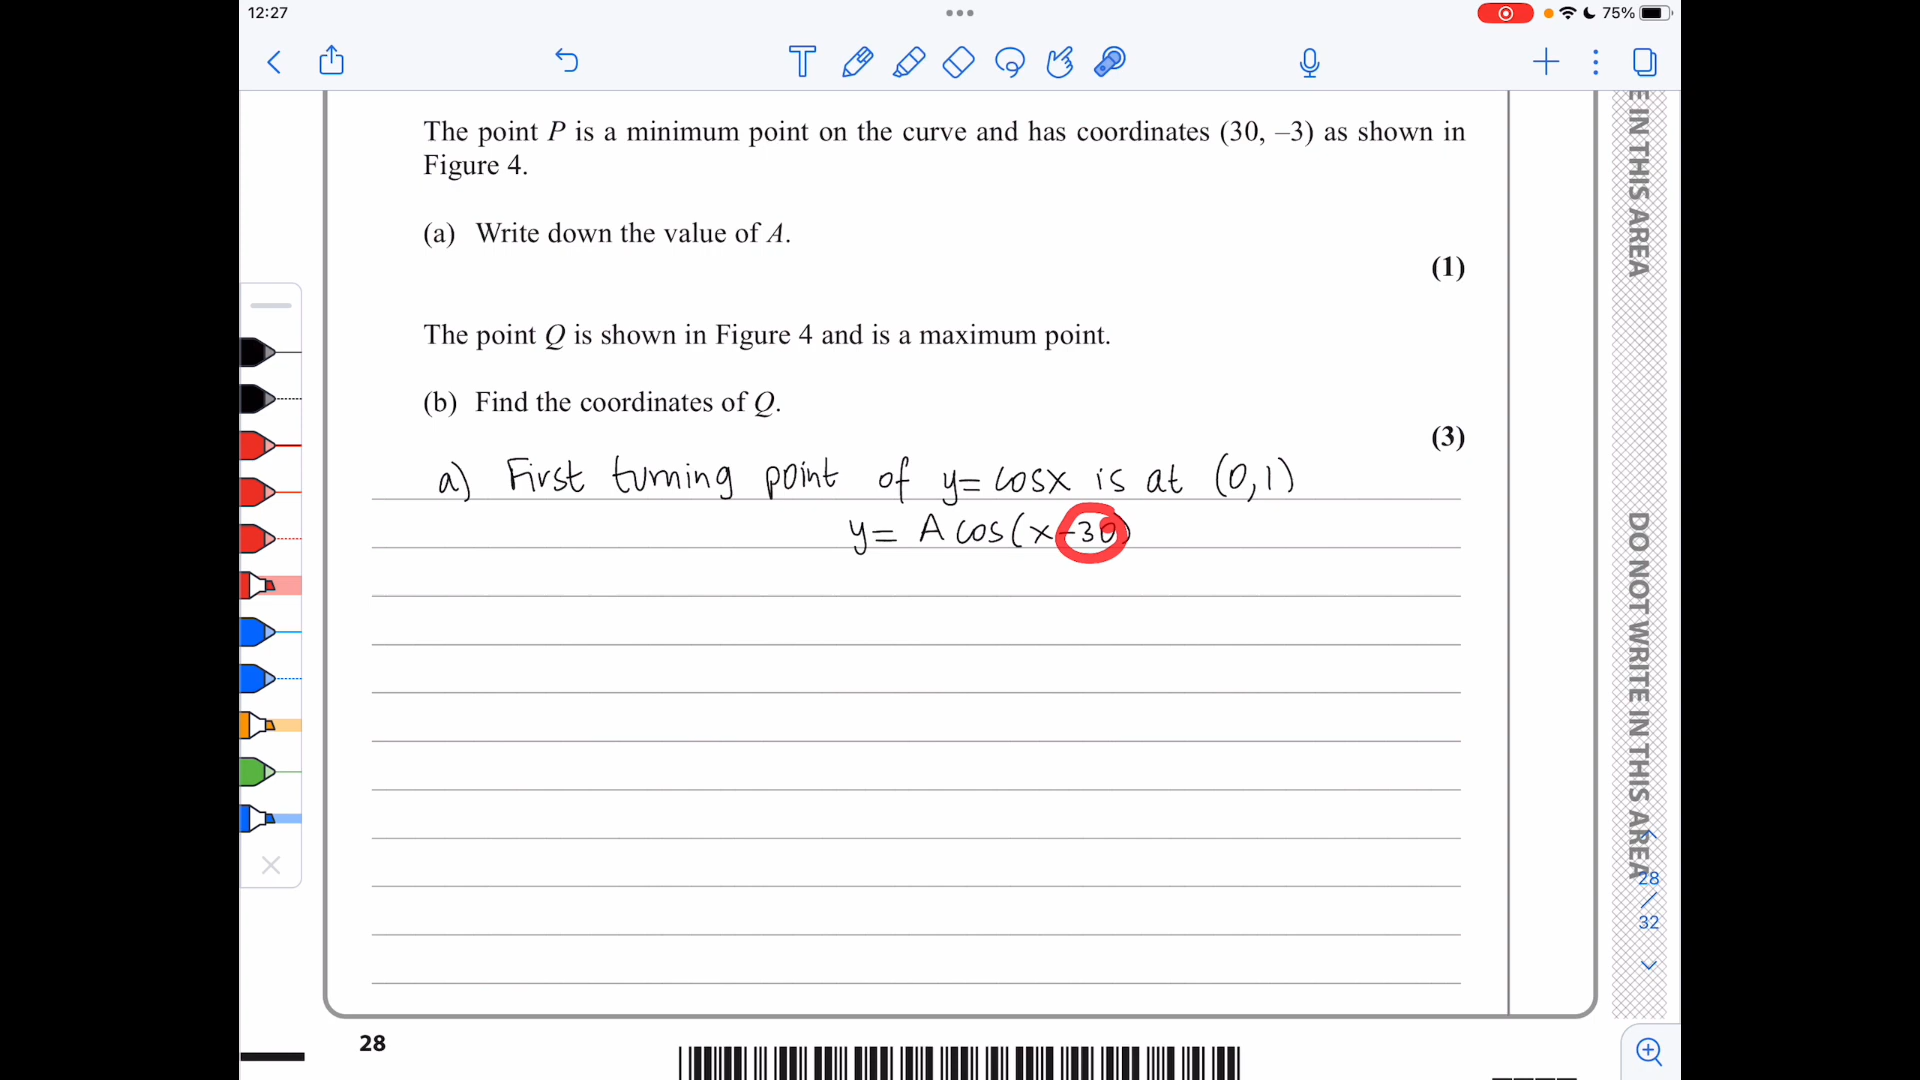 12:27
75%
The point P is a minimum point on the curve and has coordinates (30, –3) as shown in
Figure 4.
(a) Write down the value of A.
(1)
The point Q is shown in Figure 4 and is a maximum point.
(b) Find the coordinates of Q.
(3)
a) First turning point of y=cosx is at (0,1)
y= A cos(x-30)
E IN THIS AREA
DO NOT WRITE IN THIS AREA
28
32
28